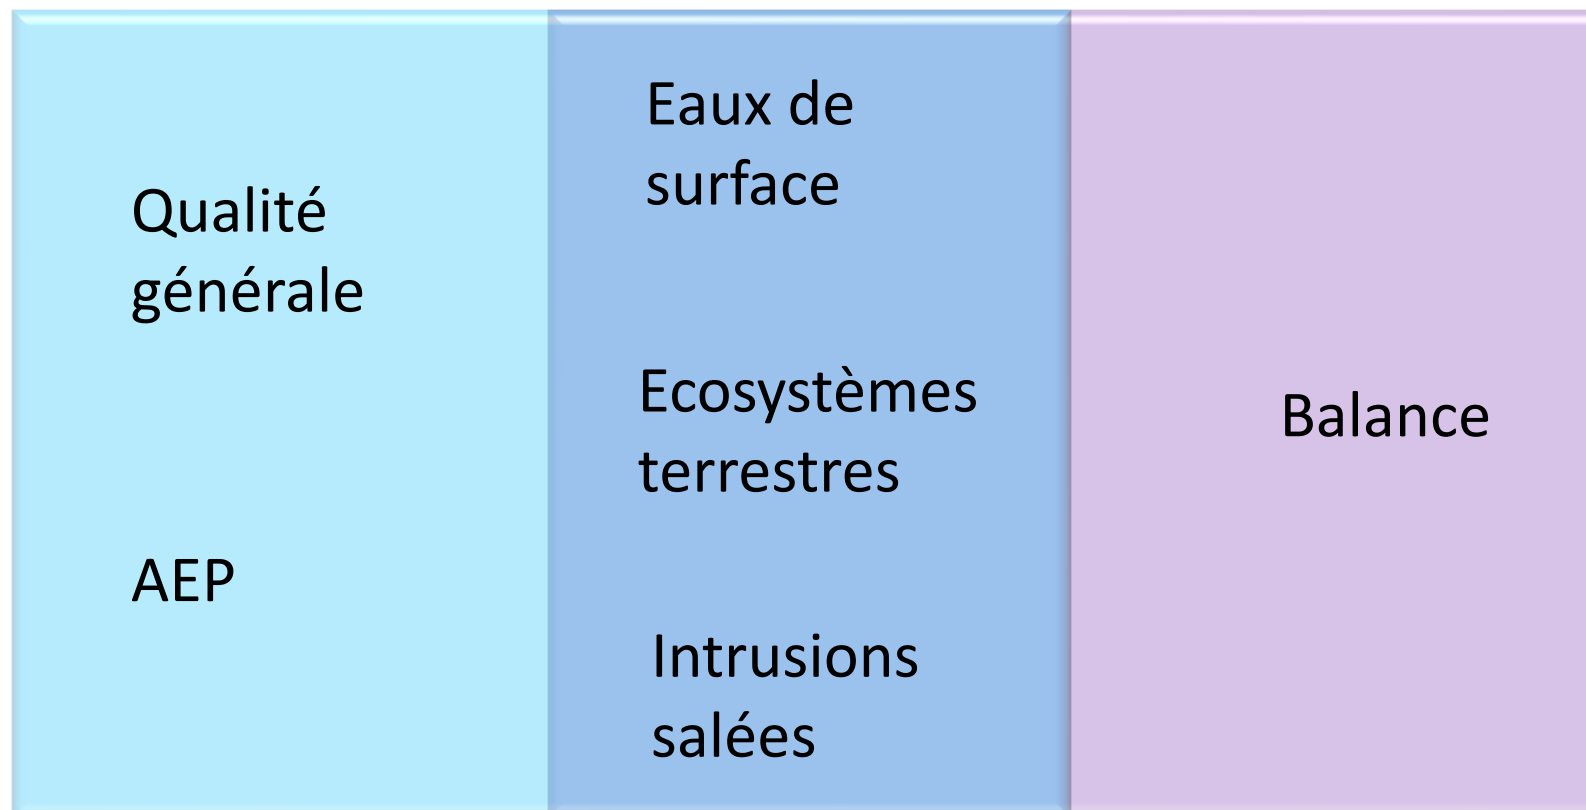 Qualité
générale
AEP
Eaux de
surface
Ecosystèmes
terrestres
Intrusions
salées
Balance